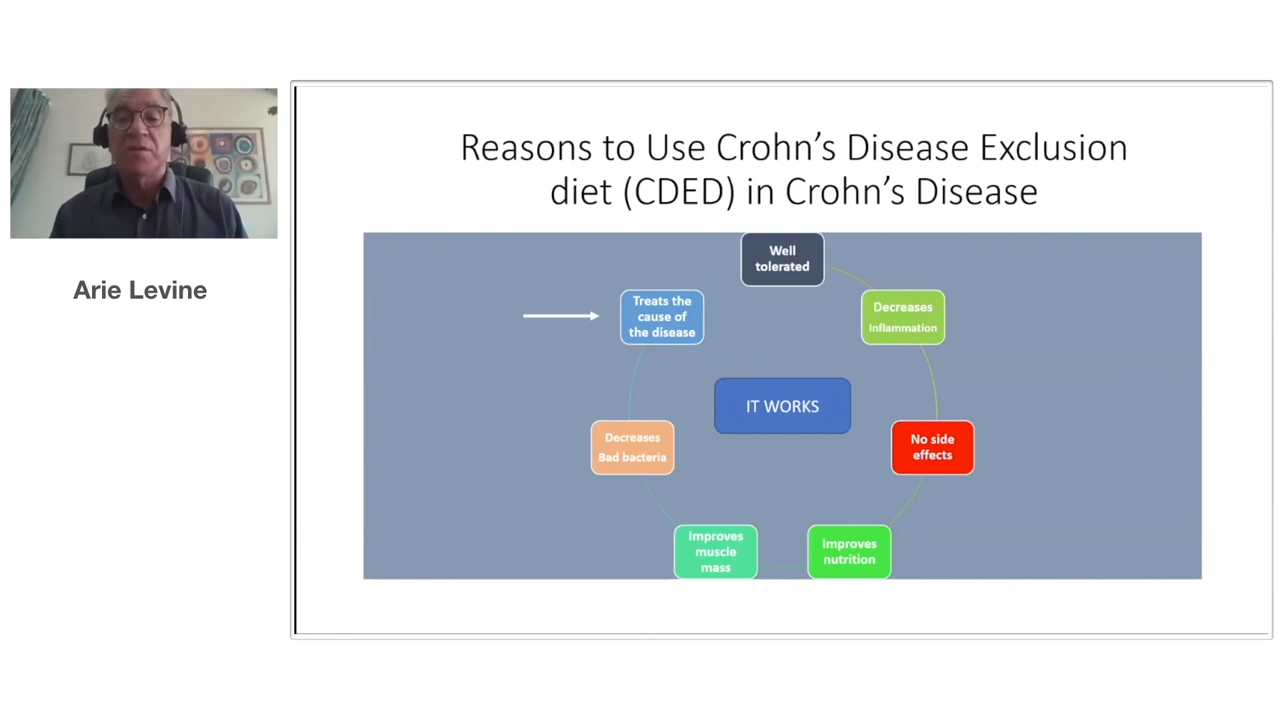 Arie Levine
Reasons to Use Crohn's Disease Exclusion
diet (CDED) in Crohn's Disease
Well
tolerated
Treats the
cause of
the disease
Decreases
Inflammation
IT WORKS
Decreases
Bad bacteria
No side
effects
Improves
muscle
mass
Improves
nutrition